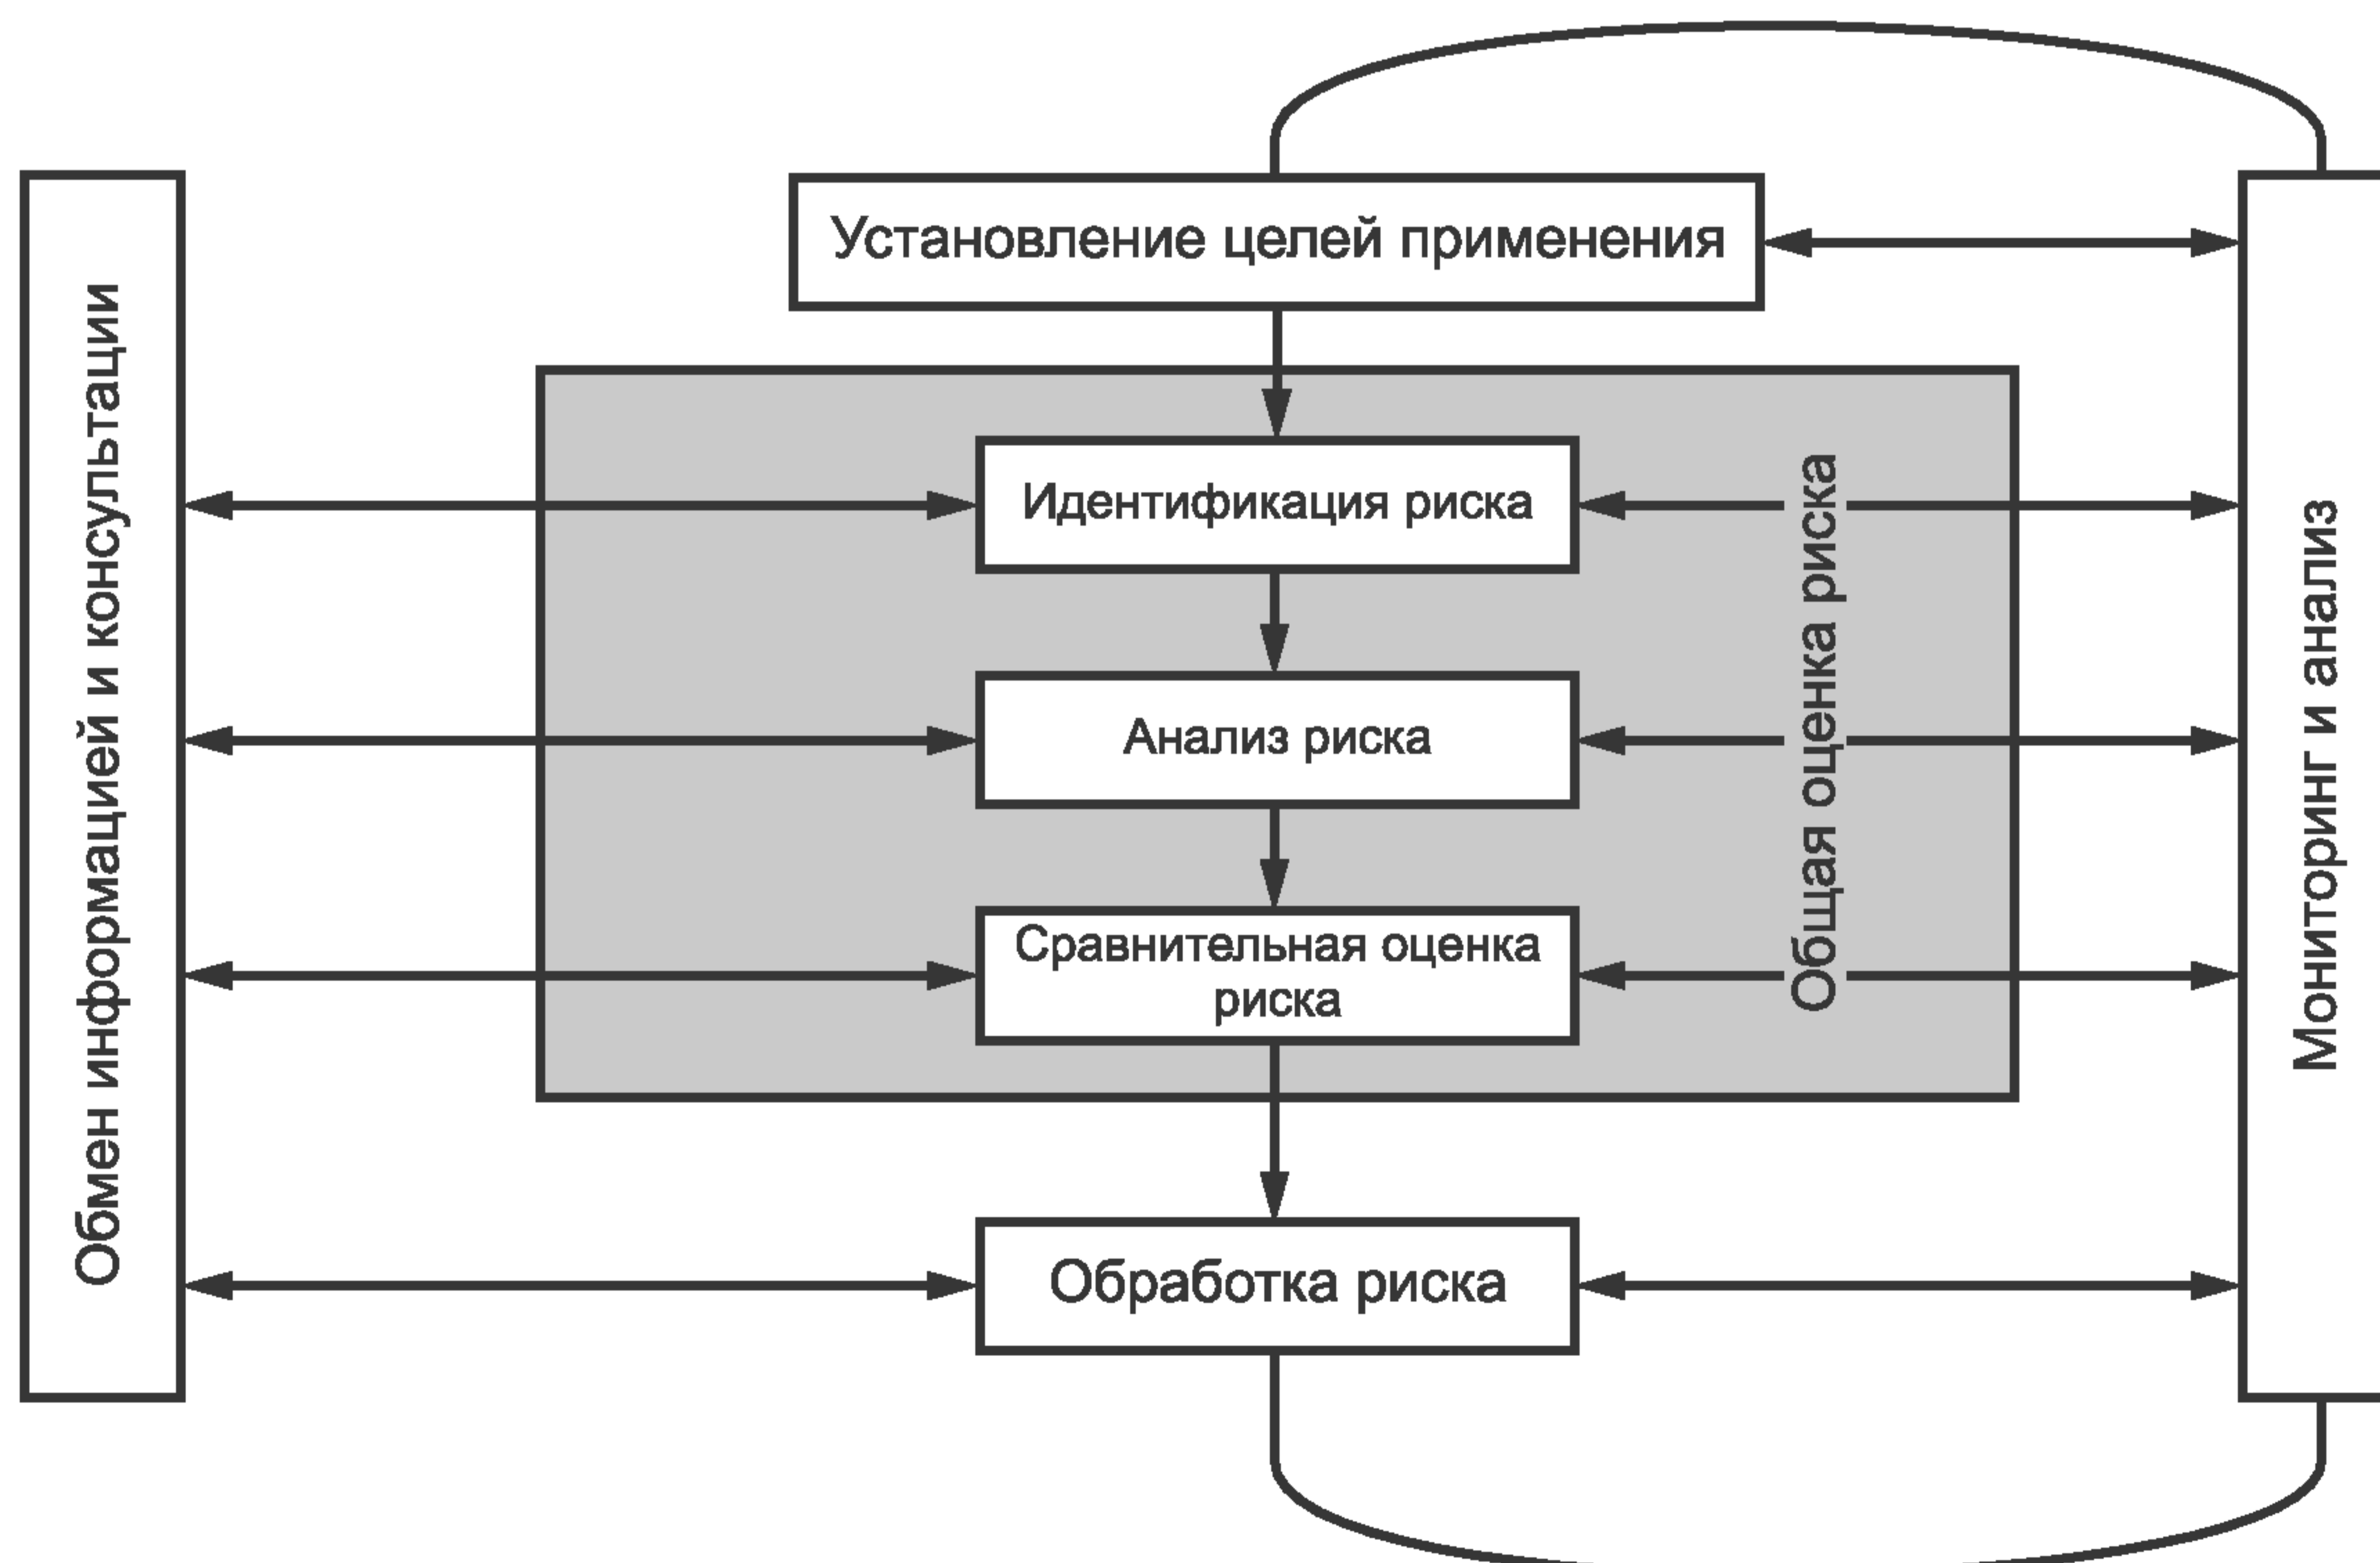 Установление целей применения
Обмен информацией и консультации
Идентификация риска
Анализ риска
Сравнительная оценка
риска
Общая оценка риска
Мониторинг и анализ
Обработка риска